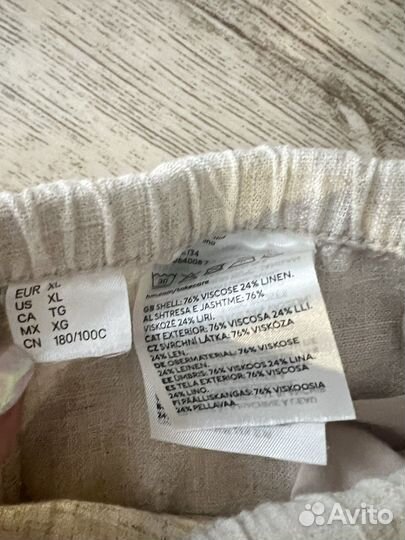 EUR XL
US XL
CA TG
MX XG
CN 180/100C
GB SHELL: 76% VISCOSE 24% LINEN.
AL SHTRESA E JASHTME: 76%
VISKOZË 24% LIRI.
CAT EXTERIOR: 76% VISCOSA 24% LLI.
CZ SVRCHNÍ LÁTKA: 76% VISKÓZA
24% LEN.
DE OBERMATERIAL: 76% VISKOSE
24% LEINEN.
EE ÜMBRIS: 76% VISKOOS 24% LINA.
ES TELA EXTERIOR: 76% VISCOSA
24% LINO.
FI PÄÄLLISKANGAS: 76% VISKOOSIA
24% PELLAVAA.
Avito